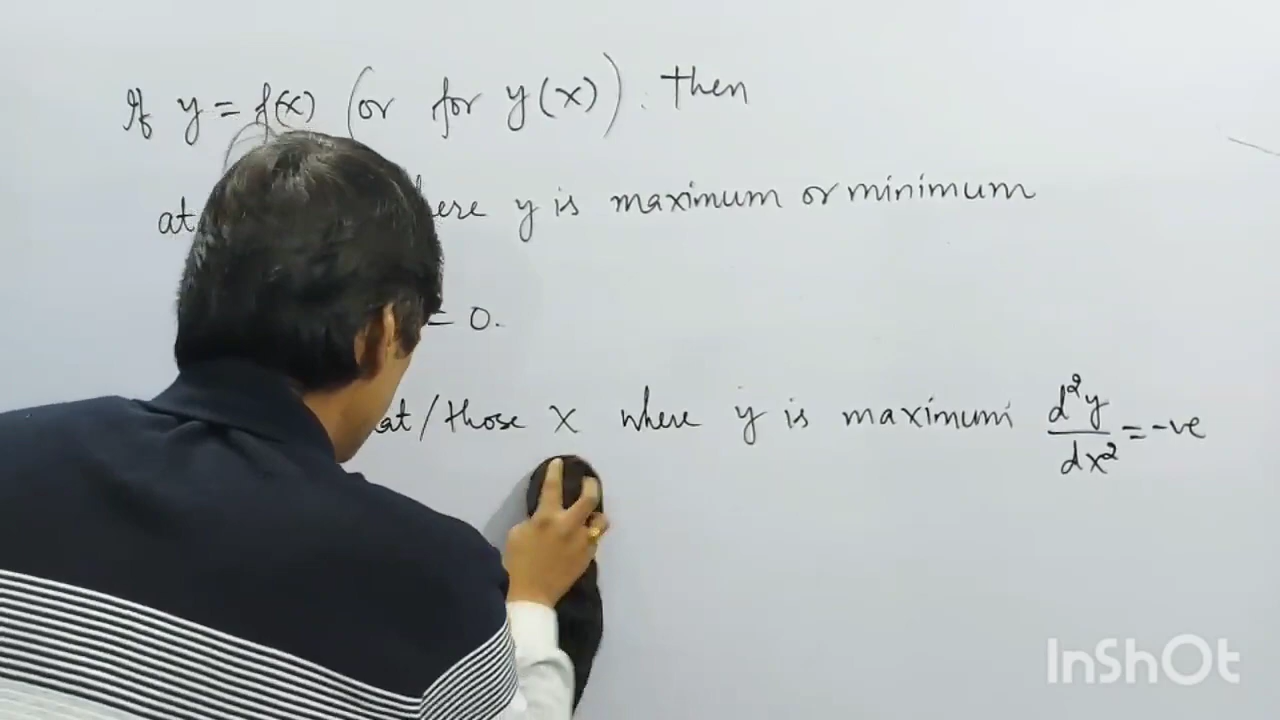 If y = f(x) (or for y(x)). Then
at y is maximum or minimum
= 0.
at/those x where y is maximum d²y/dx² = -ve
InShOt